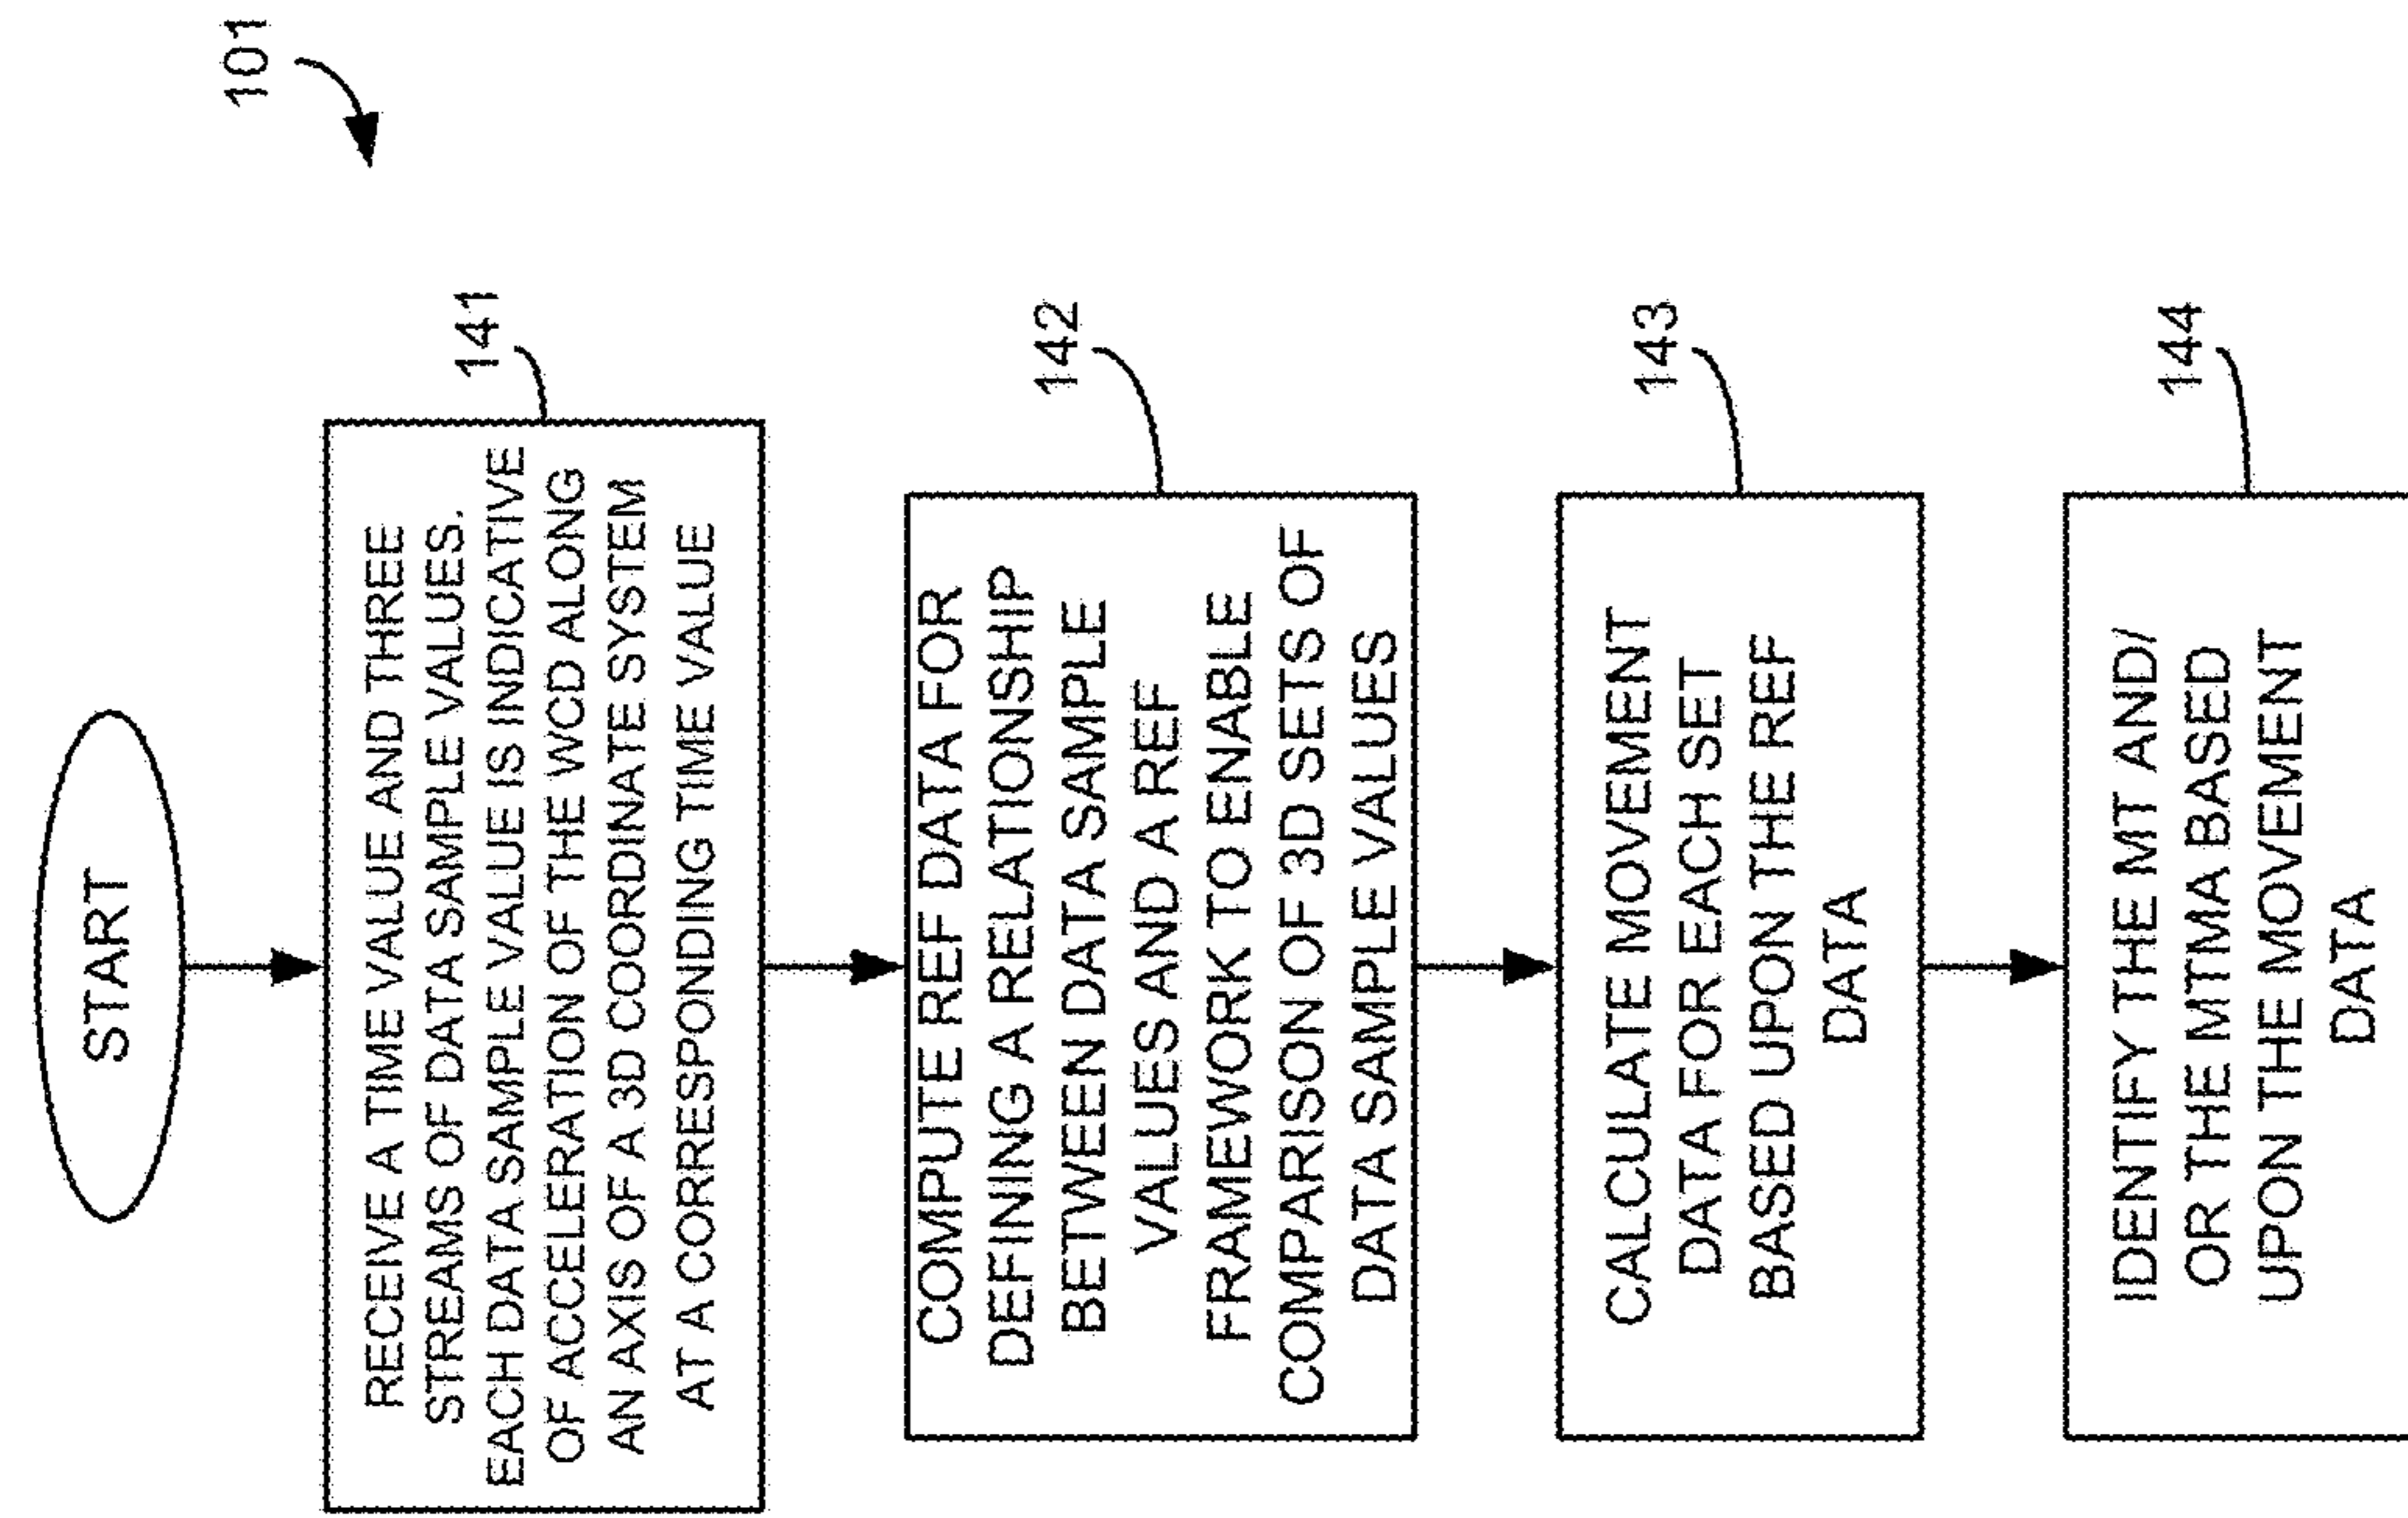 101
START
141
RECEIVE A TIME VALUE AND THREE
STREAMS OF DATA SAMPLE VALUES.
EACH DATA SAMPLE VALUE IS INDICATIVE
OF ACCELERATION OF THE WCD ALONG
AN AXIS OF A 3D COORDINATE SYSTEM
AT A CORRESPONDING TIME VALUE
142
COMPUTE REF DATA FOR
DEFINING A RELATIONSHIP
BETWEEN DATA SAMPLE
VALUES AND A REF
FRAMEWORK TO ENABLE
COMPARISON OF 3D SETS OF
DATA SAMPLE VALUES
143
CALCULATE MOVEMENT
DATA FOR EACH SET
BASED UPON THE REF
DATA
144
IDENTIFY THE MT AND/
OR THE MTMA BASED
UPON THE MOVEMENT
DATA